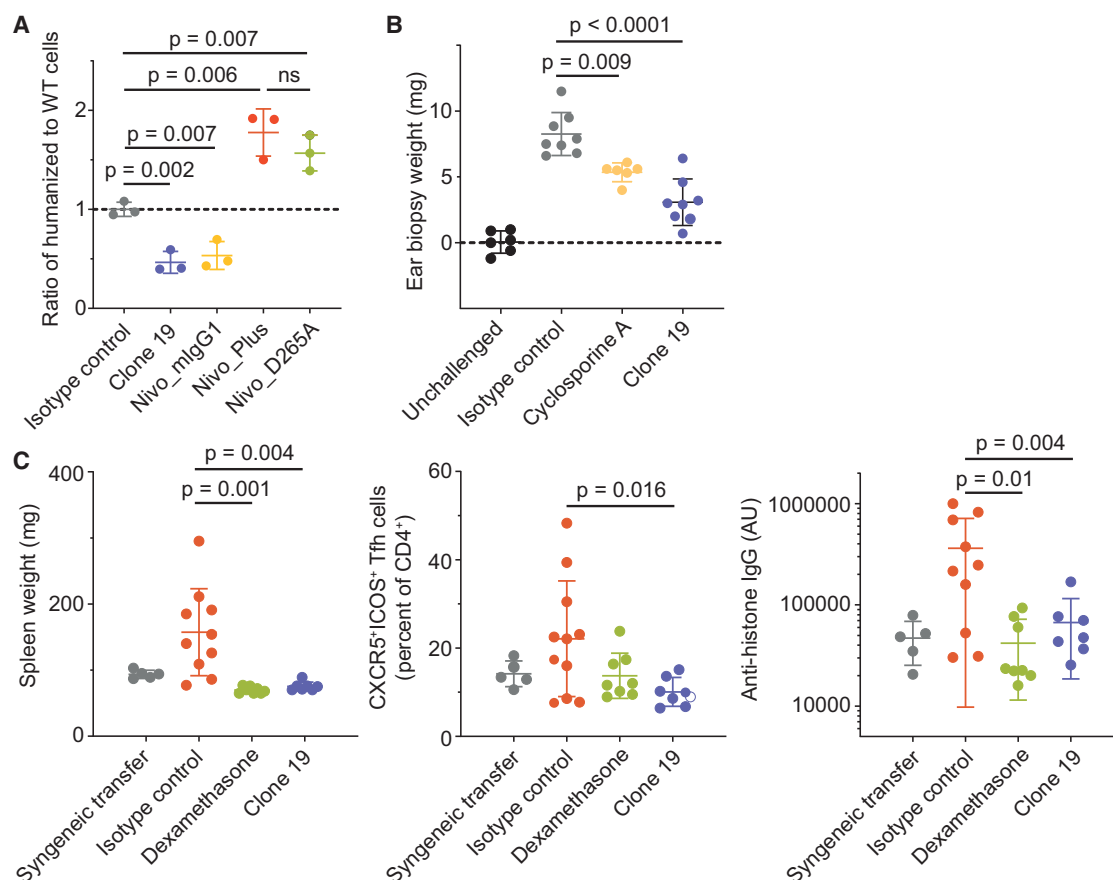 A
p = 0.007
p = 0.006
ns
p = 0.007
p = 0.002
Ratio of humanized to WT cells
2
1
0
Isotype control
Clone 19
Nivo_mIgG1
Nivo_Plus
Nivo_D265A
B
p < 0.0001
p = 0.009
Ear biopsy weight (mg)
10
5
0
Unchallenged
Isotype control
Cyclosporine A
Clone 19
C
p = 0.004
p = 0.001
Spleen weight (mg)
400
200
0
Syngeneic transfer
Isotype control
Dexamethasone
Clone 19
p = 0.016
CXCR5⁺ICOS⁺ Tfh cells
(percent of CD4⁺)
60
40
20
0
Syngeneic transfer
Isotype control
Dexamethasone
Clone 19
p = 0.004
p = 0.01
Anti-histone IgG (AU)
1000000
100000
10000
Syngeneic transfer
Isotype control
Dexamethasone
Clone 19